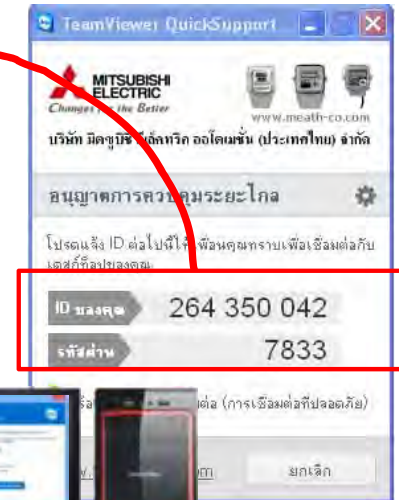 TeamViewer QuickSupport
MITSUBISHI
ELECTRIC
Changes for the Better
www.meath-co.com
บริษัท มิตซูบิชิ อีเล็คทริค ออโตเมชั่น (ประเทศไทย) จำกัด
อนุญาตการควบคุมระยะไกล
โปรดแจ้ง ID ต่อไปนี้ให้เพื่อนคุณทราบเพื่อเชื่อมต่อกับ
เดสก์ท็อปของคุณ
ID ของคุณ 264 350 042
รหัสผ่าน 7833
(การเชื่อมต่อที่ปลอดภัย)
ยกเลิก